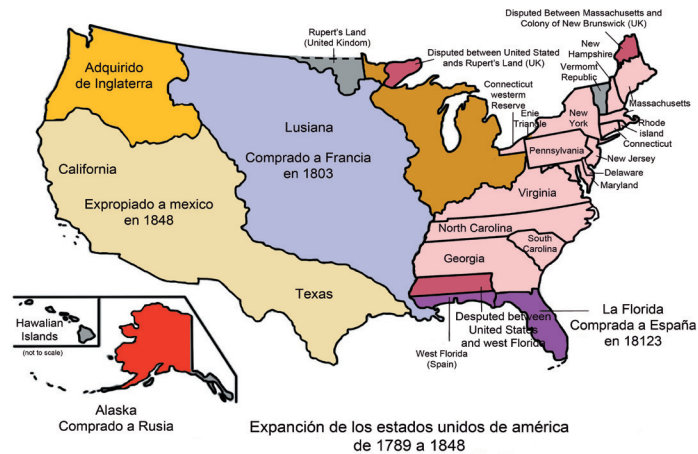 Disputed Between Massachusetts and
Colony of New Brunswick (UK)
Rupert's Land
(United Kindom)
New
Hampshire
Vermomt
Republic
Disputed between United Stated
ands Rupert's Land (UK)
Adquirido
de Inglaterra
Connecticut
westerm
Reserve
Enie
Triangle
Massachusetts
New
York
Rhode
island
Connecticut
Lusiana
Comprado a Francia
en 1803
Pennsylvania
New Jersey
Delaware
Maryland
California
Expropiado a mexico
en 1848
Virginia
North Carolina
South
Carolina
Georgia
Texas
Desputed between
United States
and west Florida
La Florida
Comprada a España
en 18123
West Florida
(Spain)
Hawaiian
Islands
(not to scale)
Alaska
Comprado a Rusia
Expanción de los estados unidos de américa
de 1789 a 1848